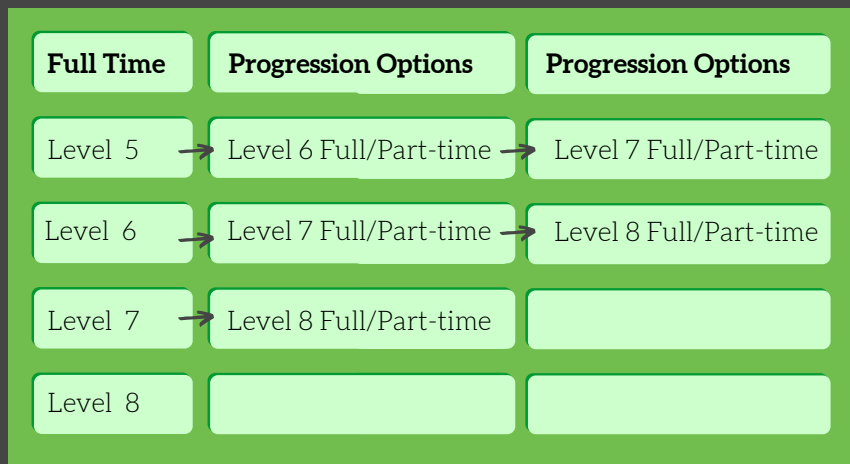 Full Time Progression Options Progression Options
Level 5 Level 6 Full/Part-time Level 7 Full/Part-time
Level 6 Level 7 Full/Part-time Level 8 Full/Part-time
Level 7 Level 8 Full/Part-time
Level 8